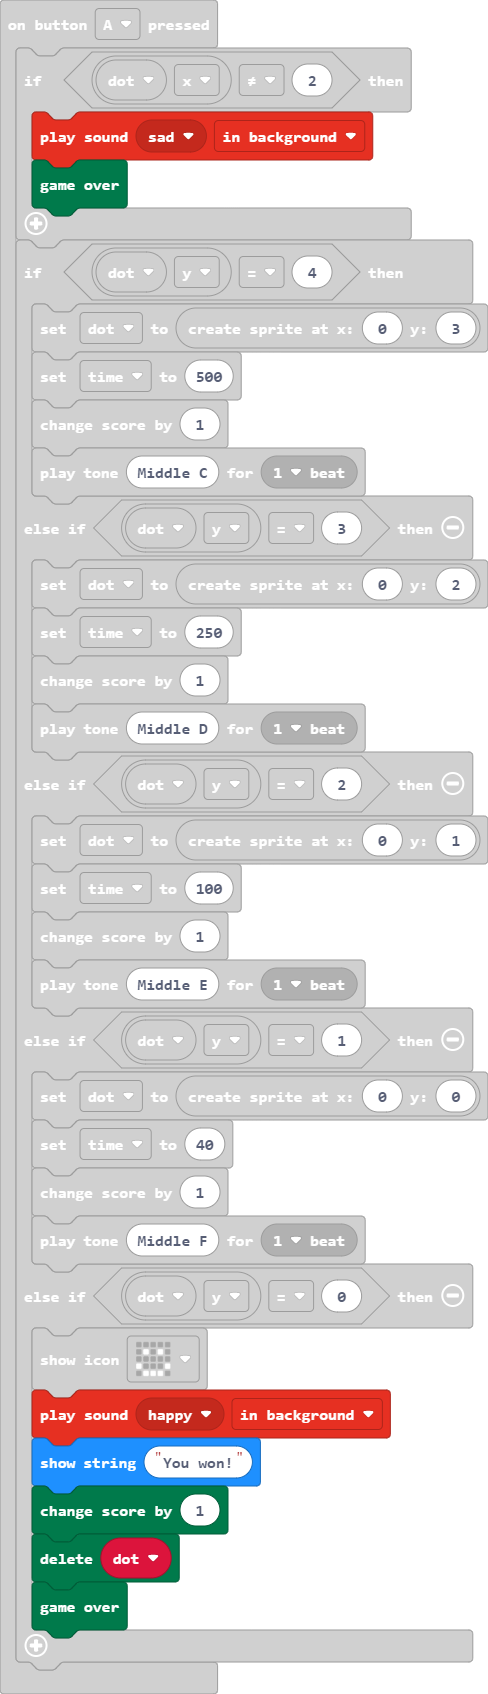 on button A pressed
if dot x ≠ 2 then
play sound sad in background
game over
if dot y = 4 then
set dot to create sprite at x: 0 y: 3
set time to 500
change score by 1
play tone Middle C for 1 beat
else if dot y = 3 then
set dot to create sprite at x: 0 y: 2
set time to 250
change score by 1
play tone Middle D for 1 beat
else if dot y = 2 then
set dot to create sprite at x: 0 y: 1
set time to 100
change score by 1
play tone Middle E for 1 beat
else if dot y = 1 then
set dot to create sprite at x: 0 y: 0
set time to 40
change score by 1
play tone Middle F for 1 beat
else if dot y = 0 then
show icon
play sound happy in background
show string "You won!"
change score by 1
delete dot
game over